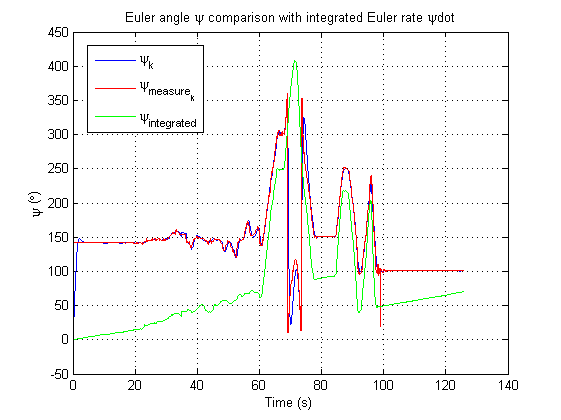 Euler angle ψ comparison with integrated Euler rate ψdot
450
400
350
300
250
200
150
100
50
0
-50
ψ (º)
ψk
ψmeasurek
ψintegrated
0 20 40 60 80 100 120 140
Time (s)